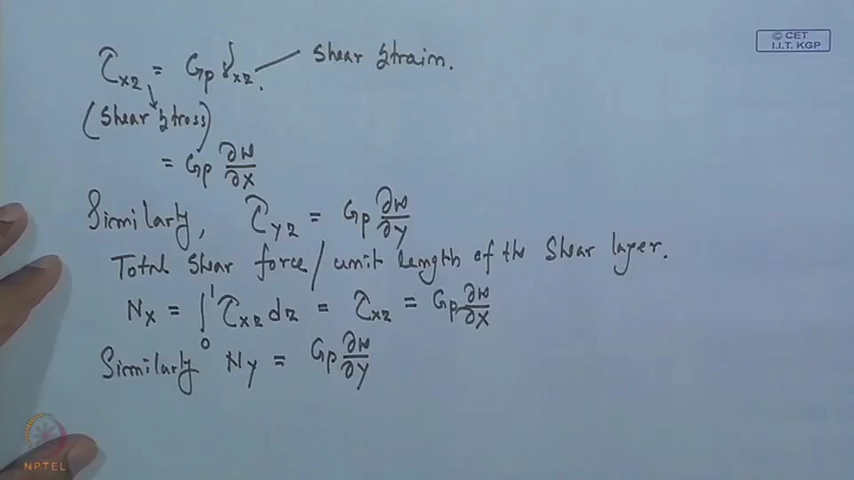 © CET
I.I.T. KGP
τxz = Gp γxz. Shear Strain.
(Shear Stress)
= Gp ∂w/∂x
Similarly, τyz = Gp ∂w/∂y
Total Shear force / unit length of the Shear layer.
Nx = ∫₀¹ τxz dz = τxz = Gp ∂w/∂x
Similarly Ny = Gp ∂w/∂y
NPTEL